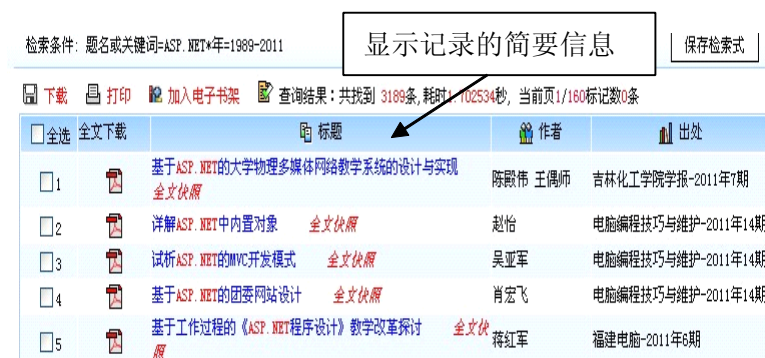 显示记录的简要信息
检索条件: 题名或关键词=ASP.NET*年=1989-2011
保存检索式
下载 打印 加入电子书架 查询结果:共找到 3189条,耗时1.702534秒, 当前页1/160标记数0条
全选 全文下载 标题 作者 出处
1 基于ASP.NET的大学物理多媒体网络教学系统的设计与实现 陈殿伟 王偶师 吉林化工学院学报-2011年7期
全文快照
2 详解ASP.NET中内置对象 全文快照 赵怡 电脑编程技巧与维护-2011年14期
3 试析ASP.NET的MVC开发模式 全文快照 吴亚军 电脑编程技巧与维护-2011年14期
4 基于ASP.NET的团委网站设计 全文快照 肖宏飞 电脑编程技巧与维护-2011年14期
5 基于工作过程的《ASP.NET程序设计》教学改革探讨 全文快 蒋红军 福建电脑-2011年6期
照